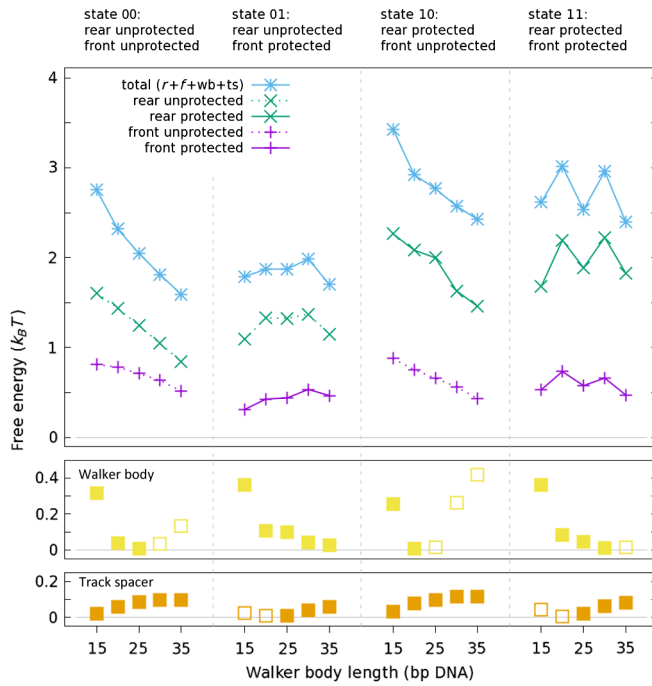 state 00:
rear unprotected
front unprotected
state 01:
rear unprotected
front protected
state 10:
rear protected
front unprotected
state 11:
rear protected
front protected
4
3
2
1
0
Free energy (kBT)
total (r+f+wb+ts)
rear unprotected
rear protected
front unprotected
front protected
Walker body
0.4
0.2
0
Track spacer
0.2
0
15 25 35 15 25 35 15 25 35 15 25 35
Walker body length (bp DNA)